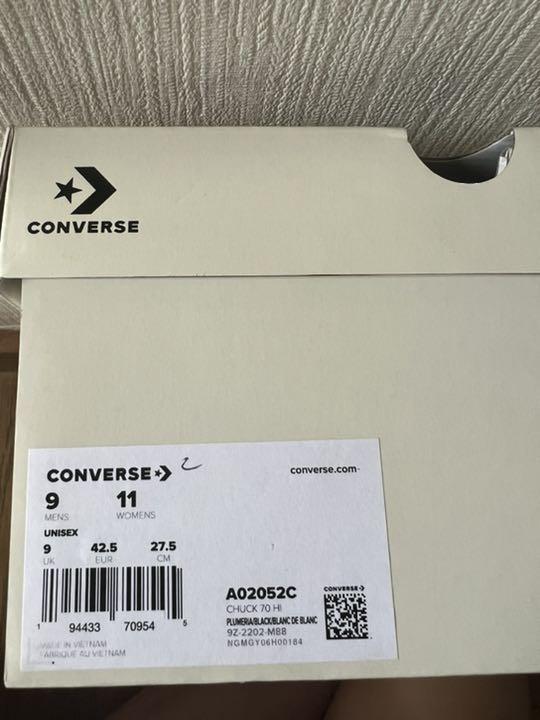 CONVERSE
CONVERSE
converse.com
9 11
MENS WOMENS
UNISEX
9 42.5 27.5
UK EUR CM
1 94433 70954 5
MADE IN VIETNAM
FABRIQUE AU VIETNAM
A02052C
CHUCK 70 HI
PLUMERIA/BLACK/BLANC DE BLANC
9Z-2202-MB8
NGMGY06H00184
CONVERSE